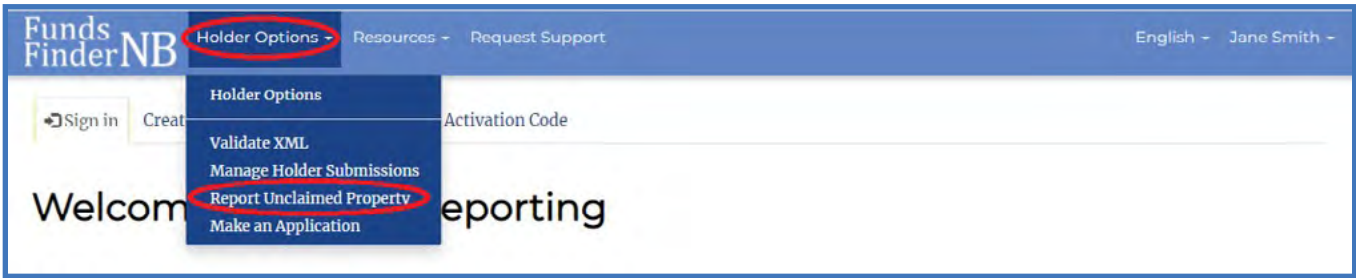 Funds
FinderNB
Holder Options
Resources
Request Support
English
Jane Smith
Holder Options
Sign in
Creat
Activation Code
Validate XML
Manage Holder Submissions
Report Unclaimed Property
Make an Application
Welcom
eporting